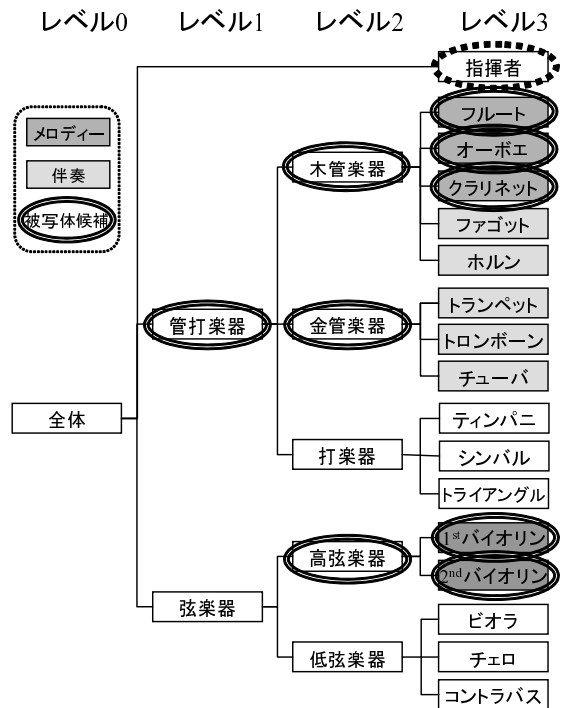 レベル0 レベル1 レベル2 レベル3
指揮者
メロディー
伴奏
被写体候補
フルート
オーボエ
木管楽器
クラリネット
ファゴット
ホルン
トランペット
管打楽器
金管楽器
トロンボーン
チューバ
全体
ティンパニ
打楽器
シンバル
トライアングル
1stバイオリン
高弦楽器
2ndバイオリン
弦楽器
ビオラ
低弦楽器
チェロ
コントラバス